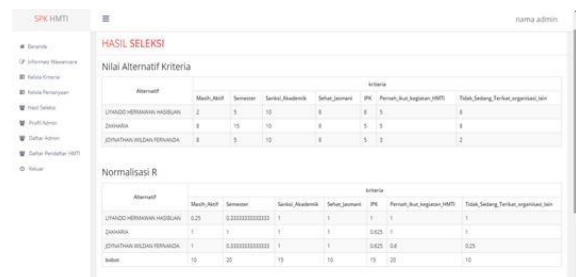 SPK HMTI
nama admin
Beranda
Informasi Wawancara
Kelola Kriteria
Kelola Pertanyaan
Hasil Seleksi
Profil Admin
Daftar Admin
Daftar Pendaftar HMTI
Keluar
HASIL SELEKSI
Nilai Alternatif Kriteria
Alternatif kriteria
Masih_Aktif Semester Sanksi_Akademik Sehat_Jasmani IPK Pernah_ikut_kegiatan_HMTI Tidak_Sedang_Terikat_organisasi_lain
LIYANDO HERMAWAN HASIBUAN 2 5 10 8 8 5 8
ZAKHARIA 8 15 10 8 5 5 8
JOYNATHAN WILDAN FERNANDA 8 5 10 8 5 3 2
Normalisasi R
Alternatif kriteria
Masih_Aktif Semester Sanksi_Akademik Sehat_Jasmani IPK Pernah_ikut_kegiatan_HMTI Tidak_Sedang_Terikat_organisasi_lain
LIYANDO HERMAWAN HASIBUAN 0.25 0.33333333333333 1 1 1 1 1
ZAKHARIA 1 1 1 1 0.625 1 1
JOYNATHAN WILDAN FERNANDA 1 0.33333333333333 1 1 0.625 0.6 0.25
bobot 10 20 15 10 15 20 10